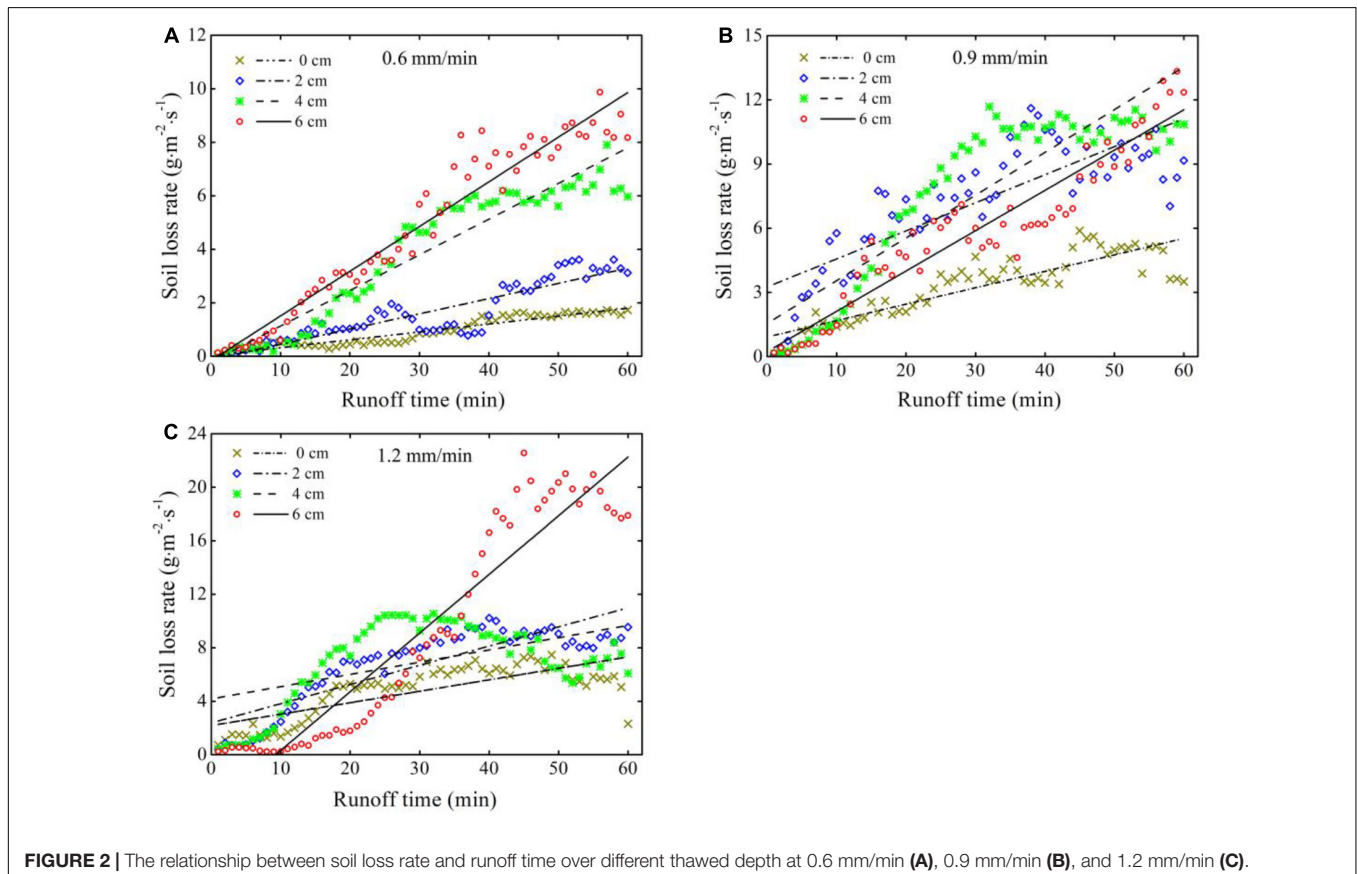 A
0.6 mm/min
0 cm
2 cm
4 cm
6 cm
Soil loss rate (g·m⁻²·s⁻¹)
12
10
8
6
4
2
0
0 10 20 30 40 50 60
Runoff time (min)
B
0.9 mm/min
0 cm
2 cm
4 cm
6 cm
Soil loss rate (g·m⁻²·s⁻¹)
15
12
9
6
3
0
0 10 20 30 40 50 60
Runoff time (min)
C
1.2 mm/min
0 cm
2 cm
4 cm
6 cm
Soil loss rate (g·m⁻²·s⁻¹)
24
20
16
12
8
4
0
0 10 20 30 40 50 60
Runoff time (min)
FIGURE 2 | The relationship between soil loss rate and runoff time over different thawed depth at 0.6 mm/min (A), 0.9 mm/min (B), and 1.2 mm/min (C).